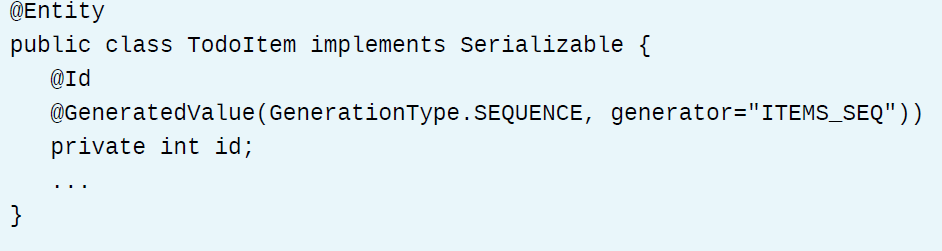 @Entity
public class TodoItem implements Serializable {
   @Id
   @GeneratedValue(GenerationType.SEQUENCE, generator="ITEMS_SEQ"))
   private int id;
   ...
}